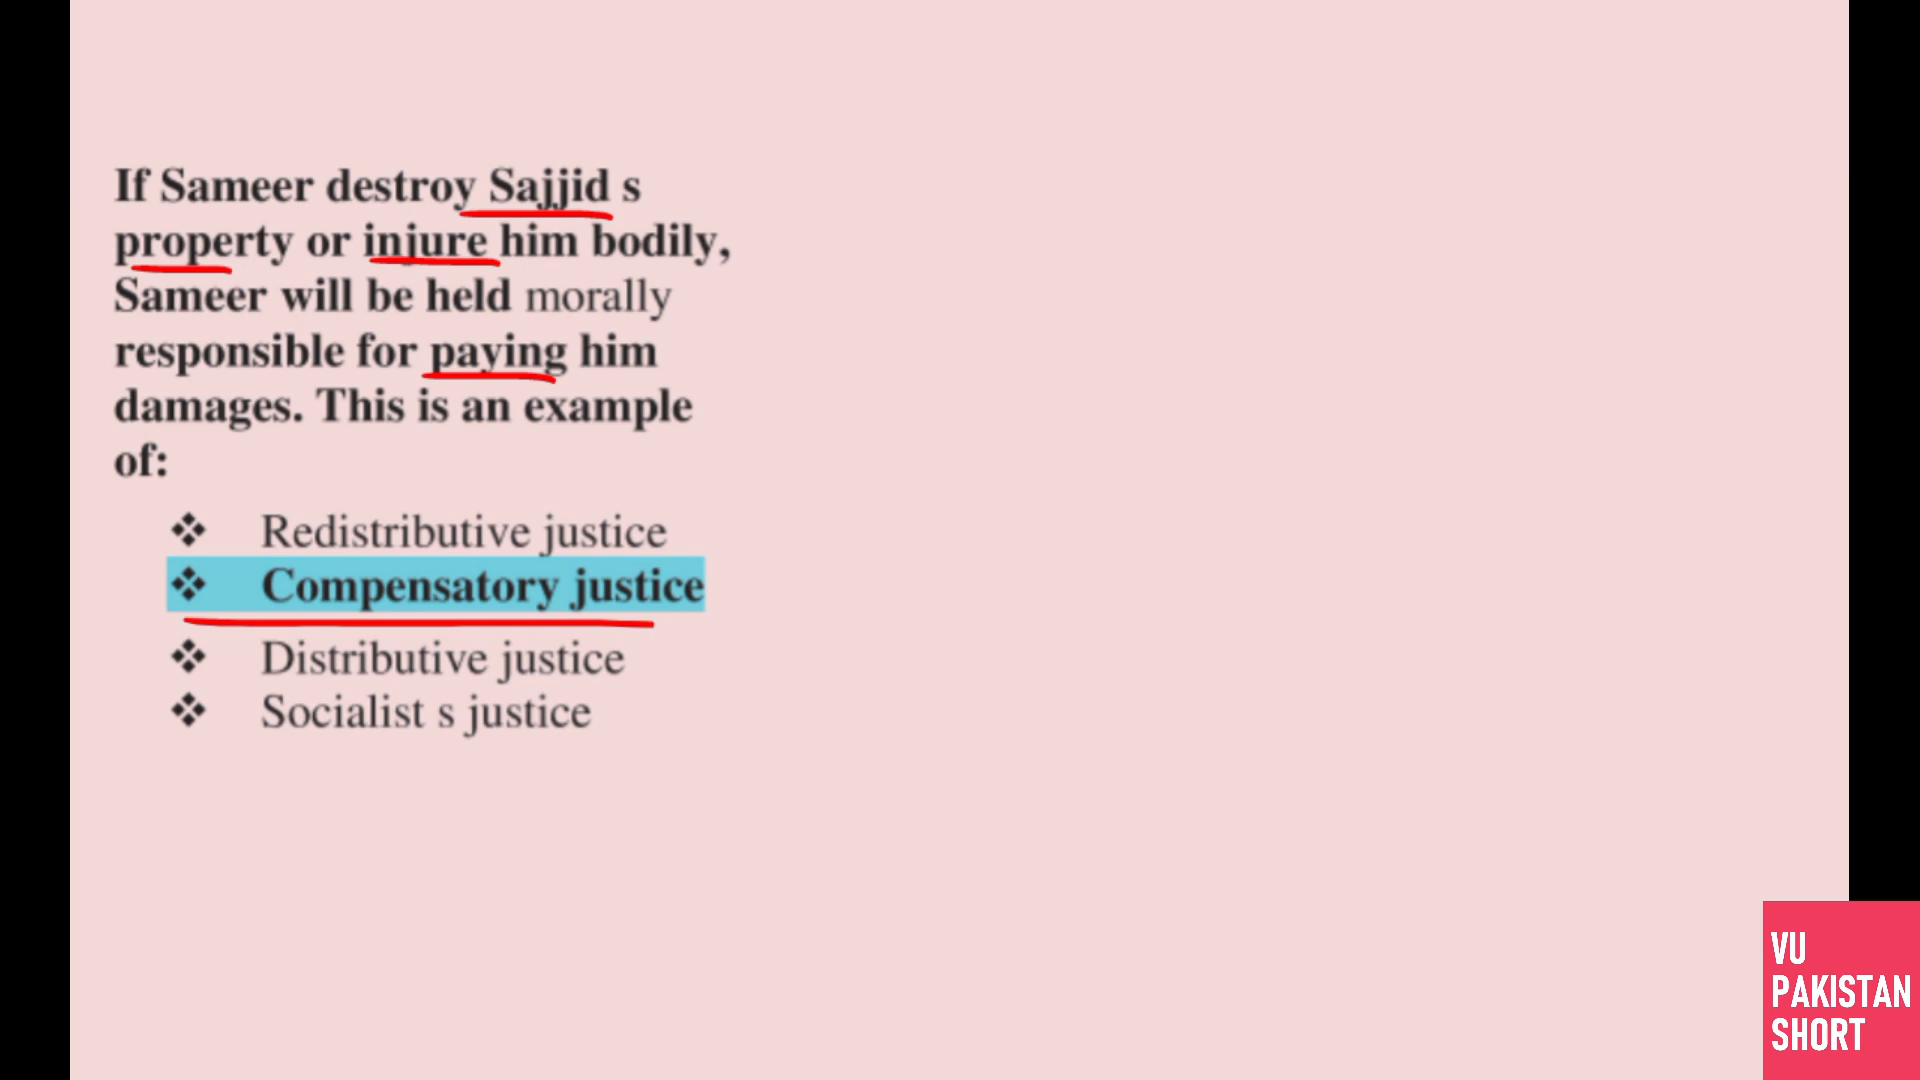 If Sameer destroy Sajjid s
property or injure him bodily,
Sameer will be held morally
responsible for paying him
damages. This is an example
of:
❖ Redistributive justice
❖ Compensatory justice
❖ Distributive justice
❖ Socialist s justice
VU
PAKISTAN
SHORT